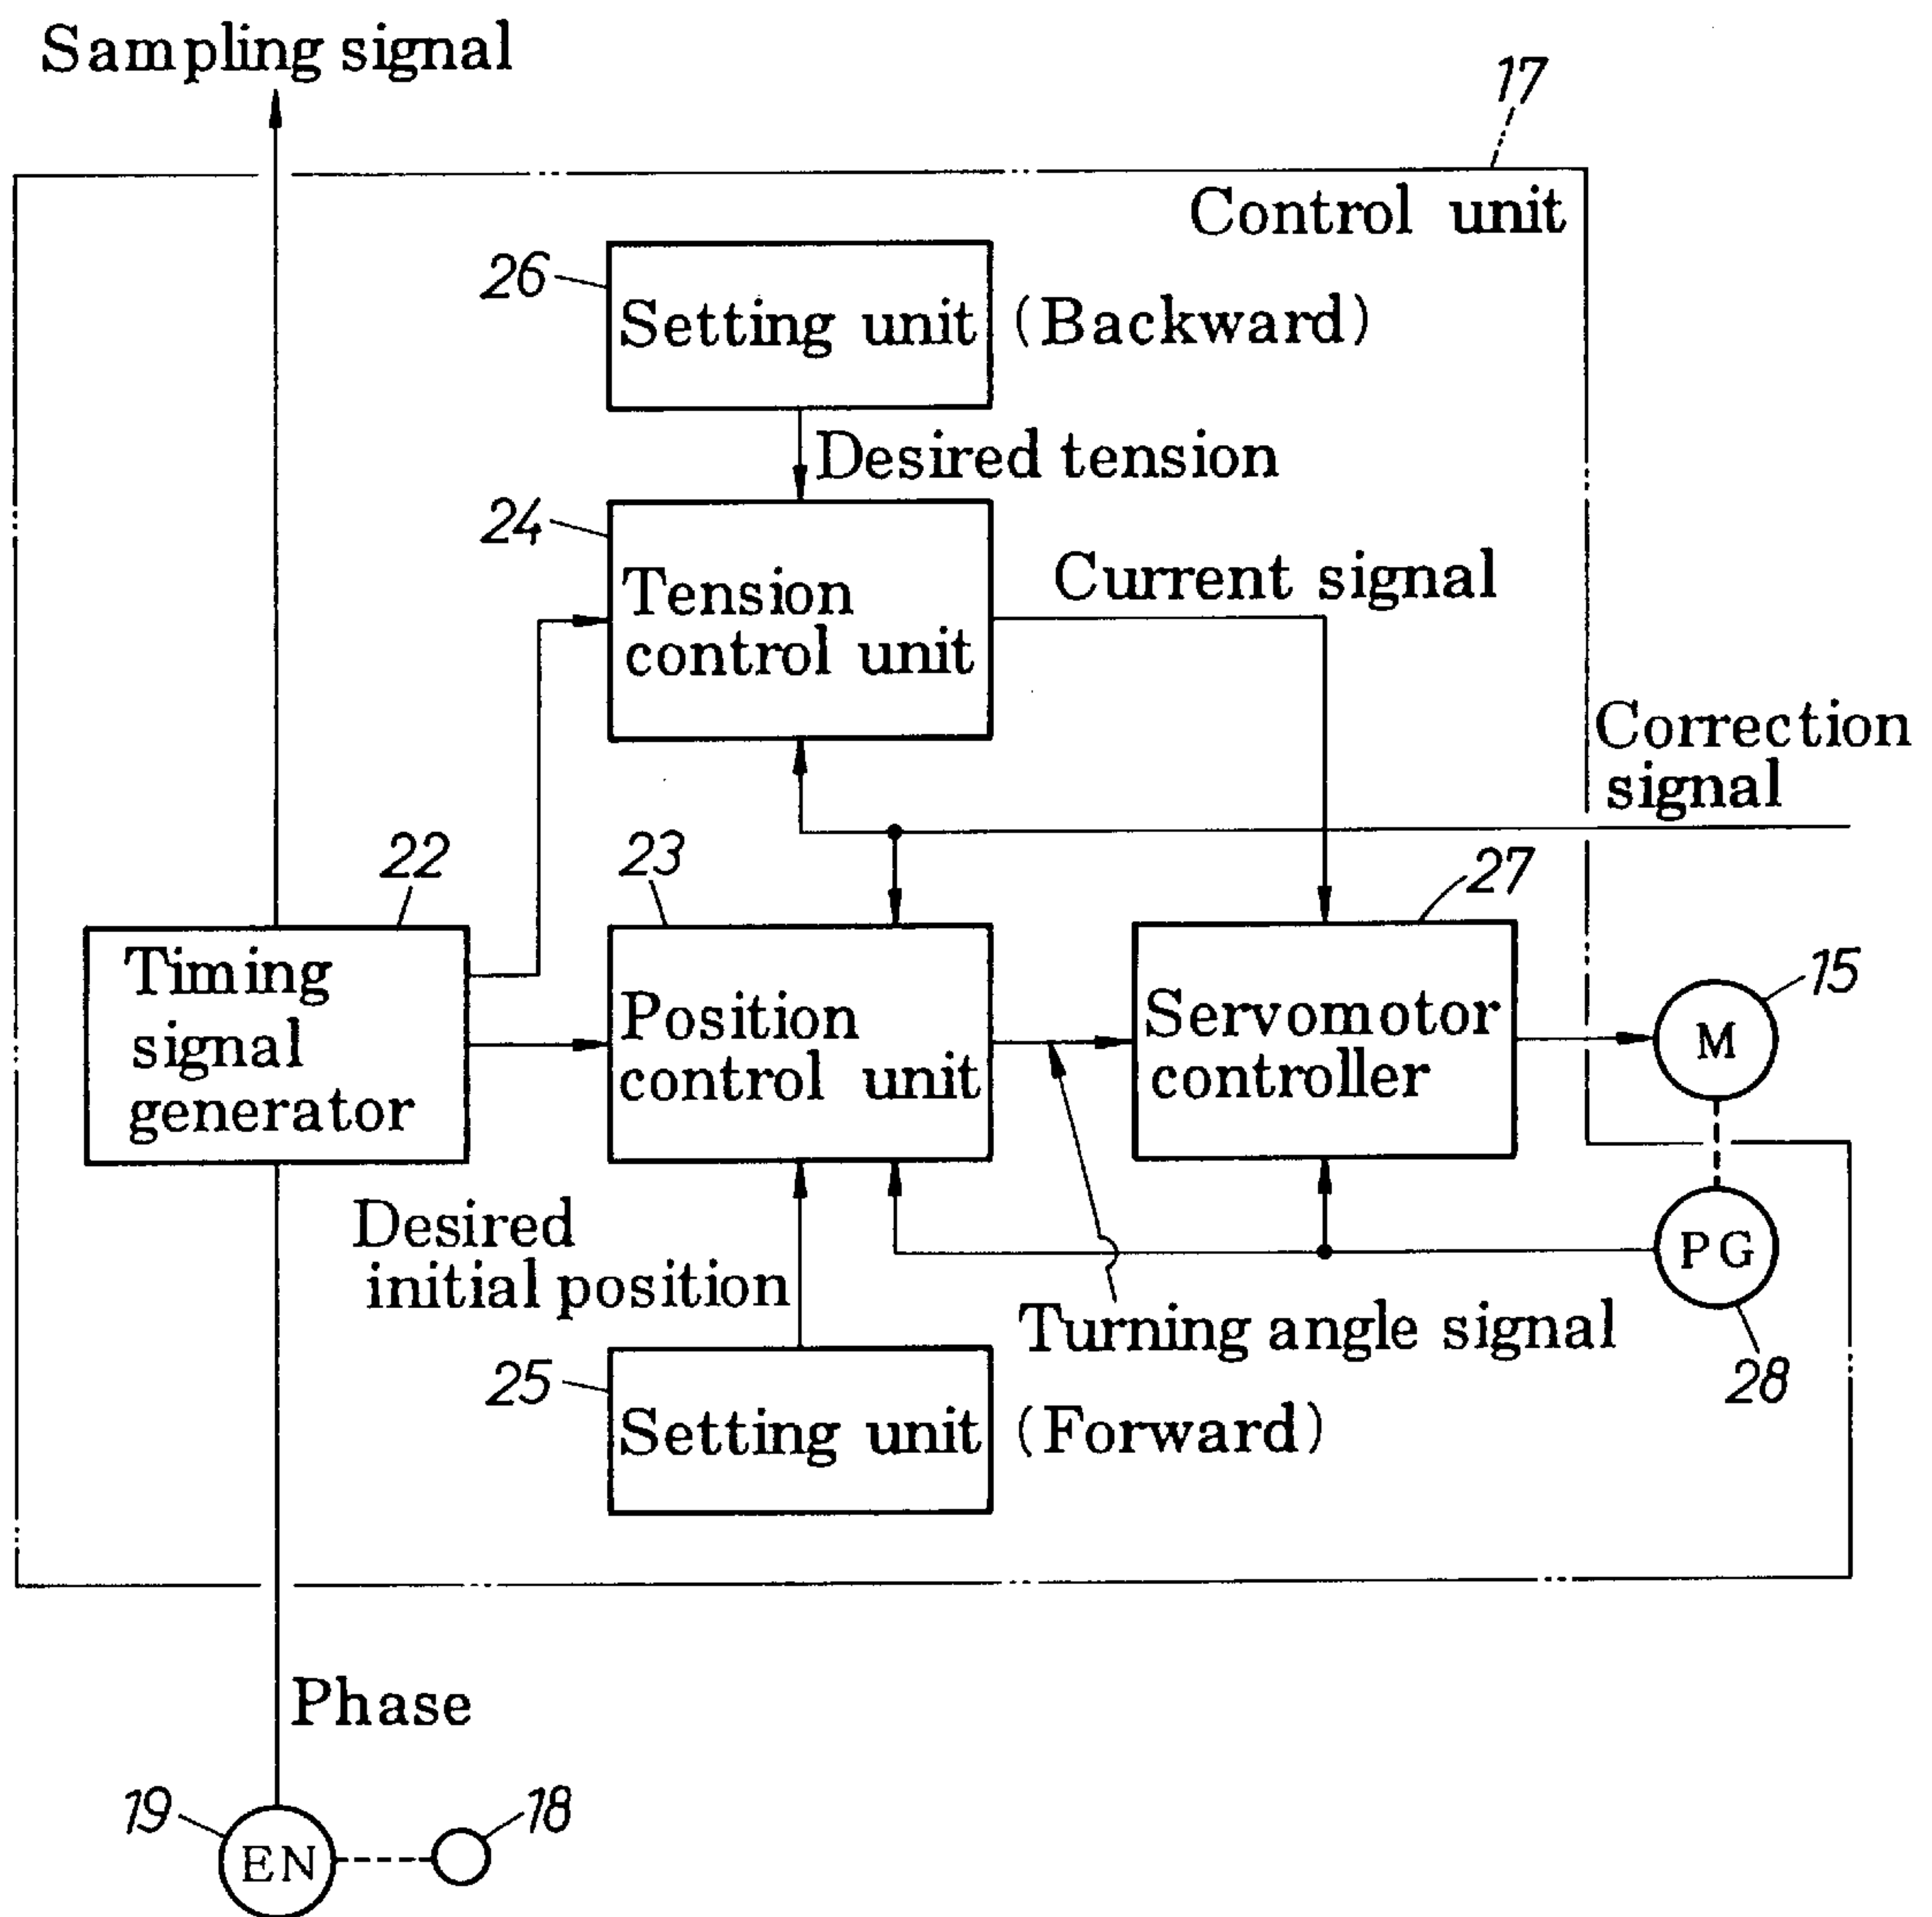 Sampling signal
17
Control unit
26
Setting unit (Backward)
Desired tension
24
Tension
control unit
Current signal
Correction
signal
22
23
27
Timing
signal
generator
Position
control unit
Servomotor
controller
15
M
Desired
initial position
PG
Turning angle signal
28
25
Setting unit (Forward)
Phase
19
18
EN